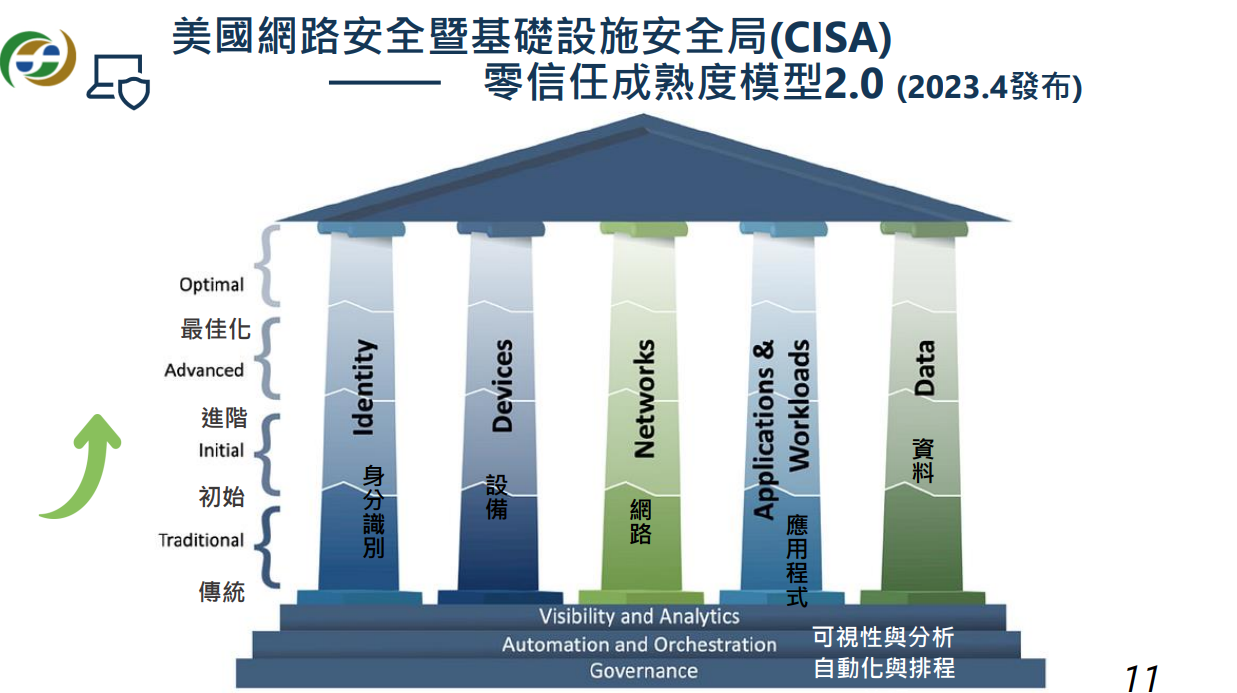 美國網路安全暨基礎設施安全局(CISA)
零信任成熟度模型2.0 (2023.4發布)
Optimal
最佳化
Advanced
進階
Initial
初始
Traditional
傳統
Identity
身分識別
Devices
設備
Networks
網路
Applications &
Workloads
應用程式
Data
資料
Visibility and Analytics
可視性與分析
Automation and Orchestration
自動化與排程
Governance
11